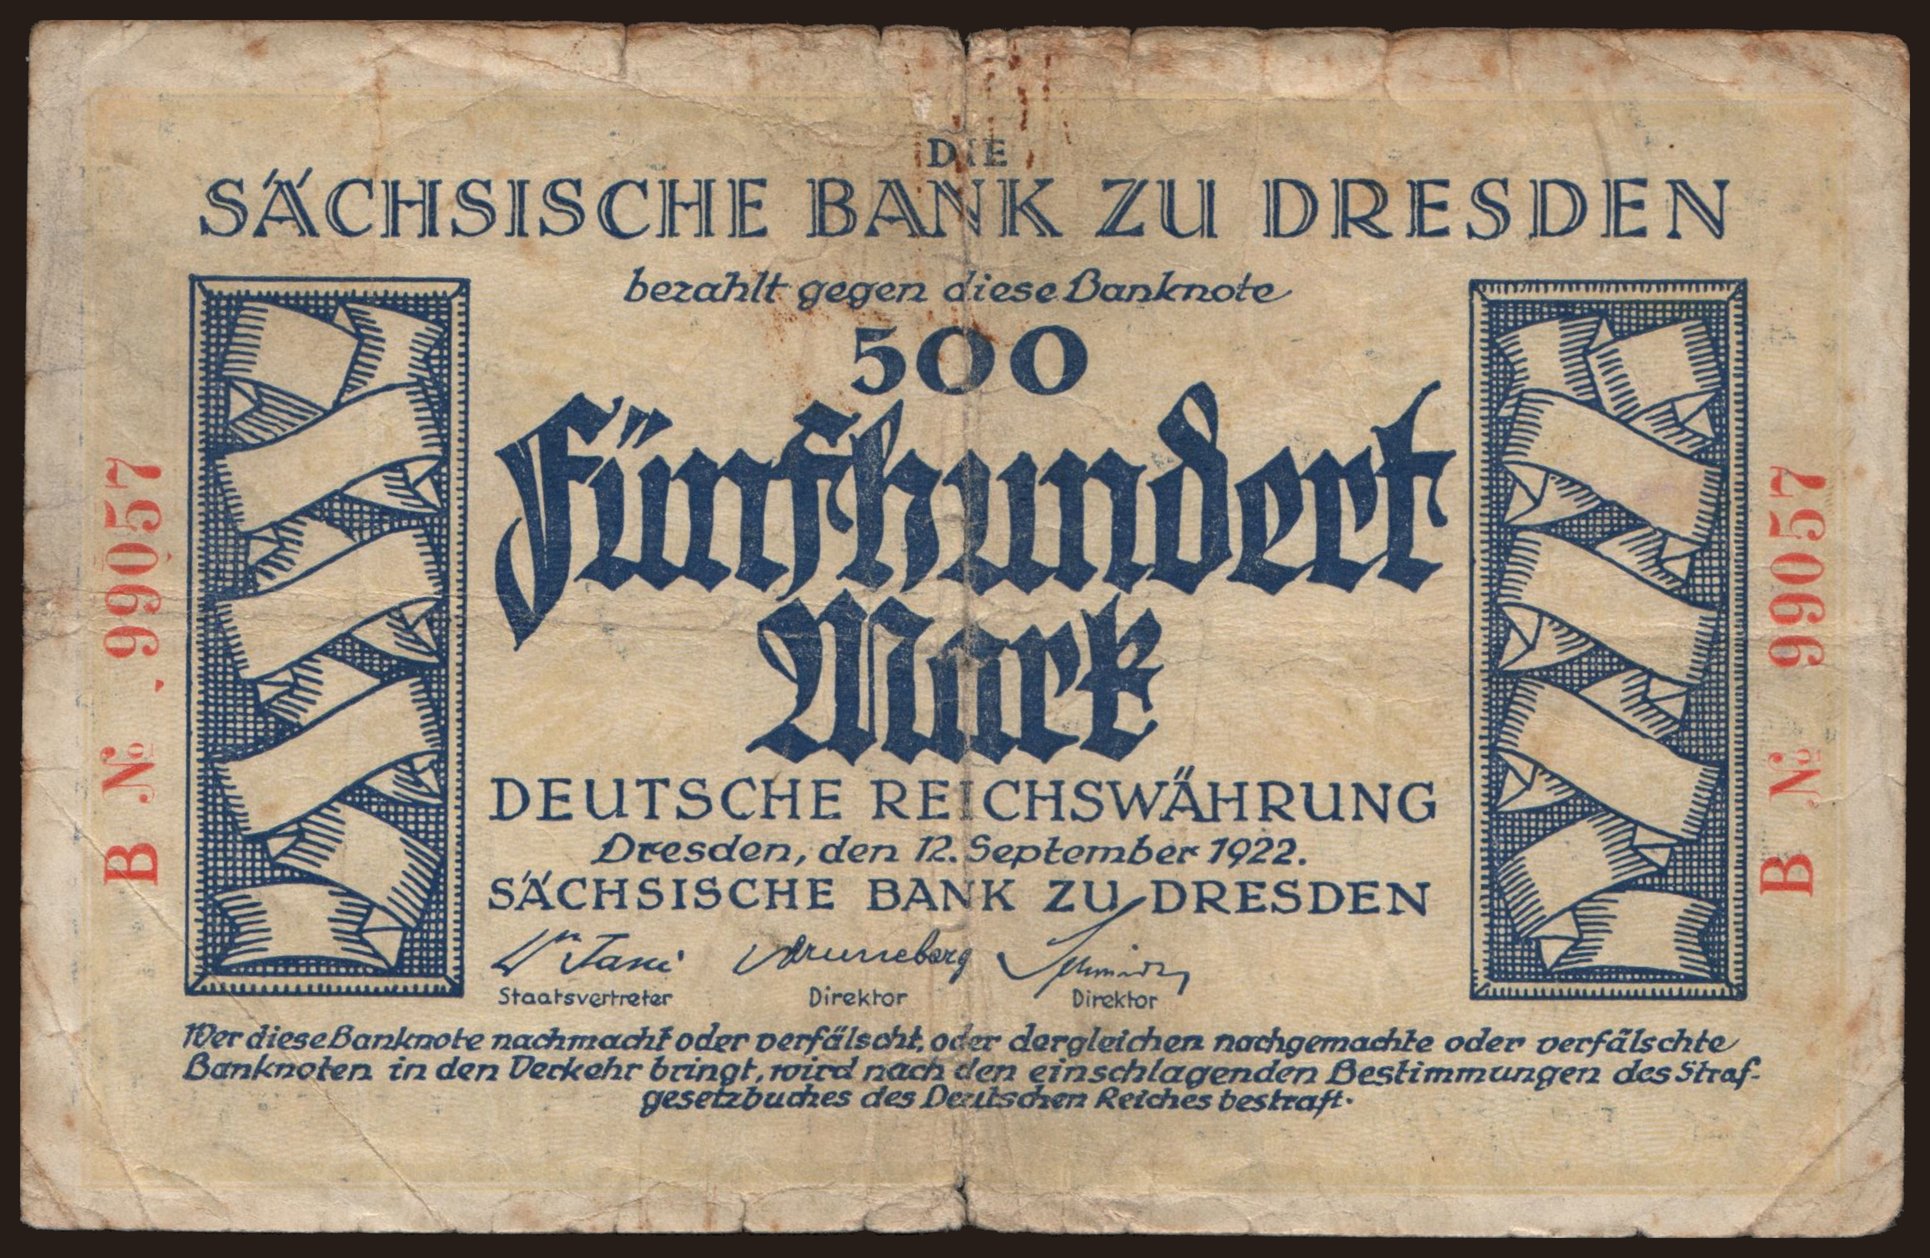 DIE
SÄCHSISCHE BANK ZU DRESDEN
bezahlt gegen diese Banknote
500
Fünfhundert
Mark
DEUTSCHE REICHSWÄHRUNG
Dresden, den 12. September 1922.
SÄCHSISCHE BANK ZU DRESDEN
Staatsvertreter Direktor Direktor
Wer diese Banknote nachmacht oder verfälscht, oder dergleichen nachgemachte oder verfälschte
Banknoten in den Verkehr bringt, wird nach den einschlagenden Bestimmungen des Straf-
gesetzbuches des Deutschen Reiches bestraft.
B № 99057
B № 99057